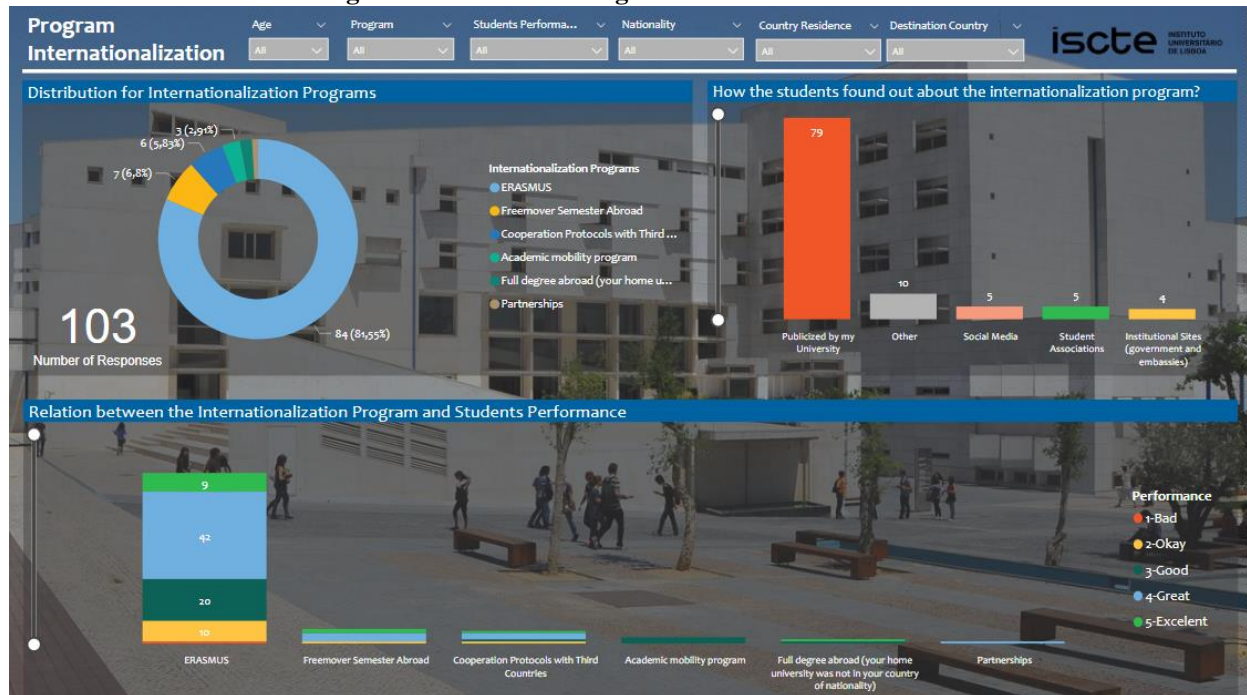 Program
Internationalization
Age
All
Program
All
Students Performa...
All
Nationality
All
Country Residence
All
Destination Country
All
iscte
INSTITUTO
UNIVERSITÁRIO
DE LISBOA
Distribution for Internationalization Programs
3 (2,91%)
6 (5,83%)
7 (6,8%)
84 (81,55%)
103
Number of Responses
Internationalization Programs
ERASMUS
Freemover Semester Abroad
Cooperation Protocols with Third ...
Academic mobility program
Full degree abroad (your home u...
Partnerships
How the students found out about the internationalization program?
79
10
5
5
4
Publicized by my
University
Other
Social Media
Student
Associations
Institutional Sites
(government and
embassies)
Relation between the Internationalization Program and Students Performance
9
42
20
10
ERASMUS
Freemover Semester Abroad
Cooperation Protocols with Third
Countries
Academic mobility program
Full degree abroad (your home
university was not in your country
of nationality)
Partnerships
Performance
1-Bad
2-Okay
3-Good
4-Great
5-Excelent